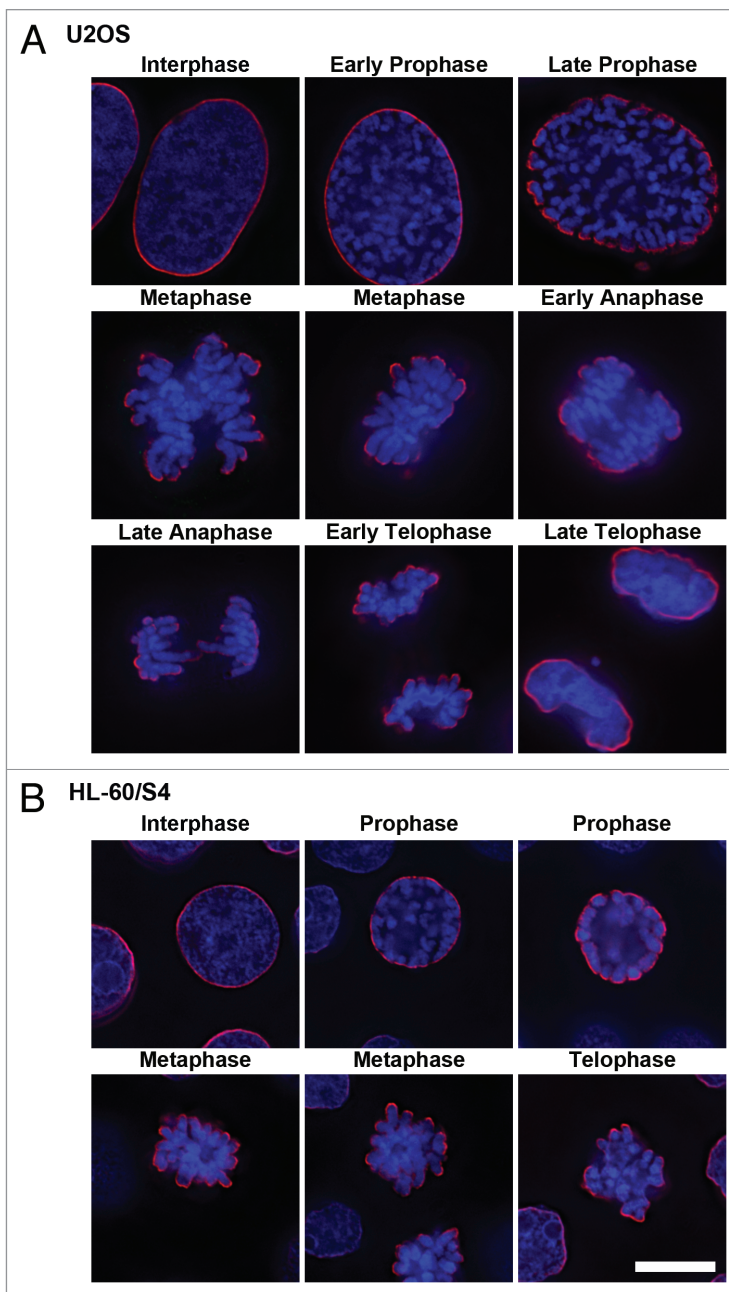 A U2OS
Interphase Early Prophase Late Prophase
Metaphase Metaphase Early Anaphase
Late Anaphase Early Telophase Late Telophase
B HL-60/S4
Interphase Prophase Prophase
Metaphase Metaphase Telophase